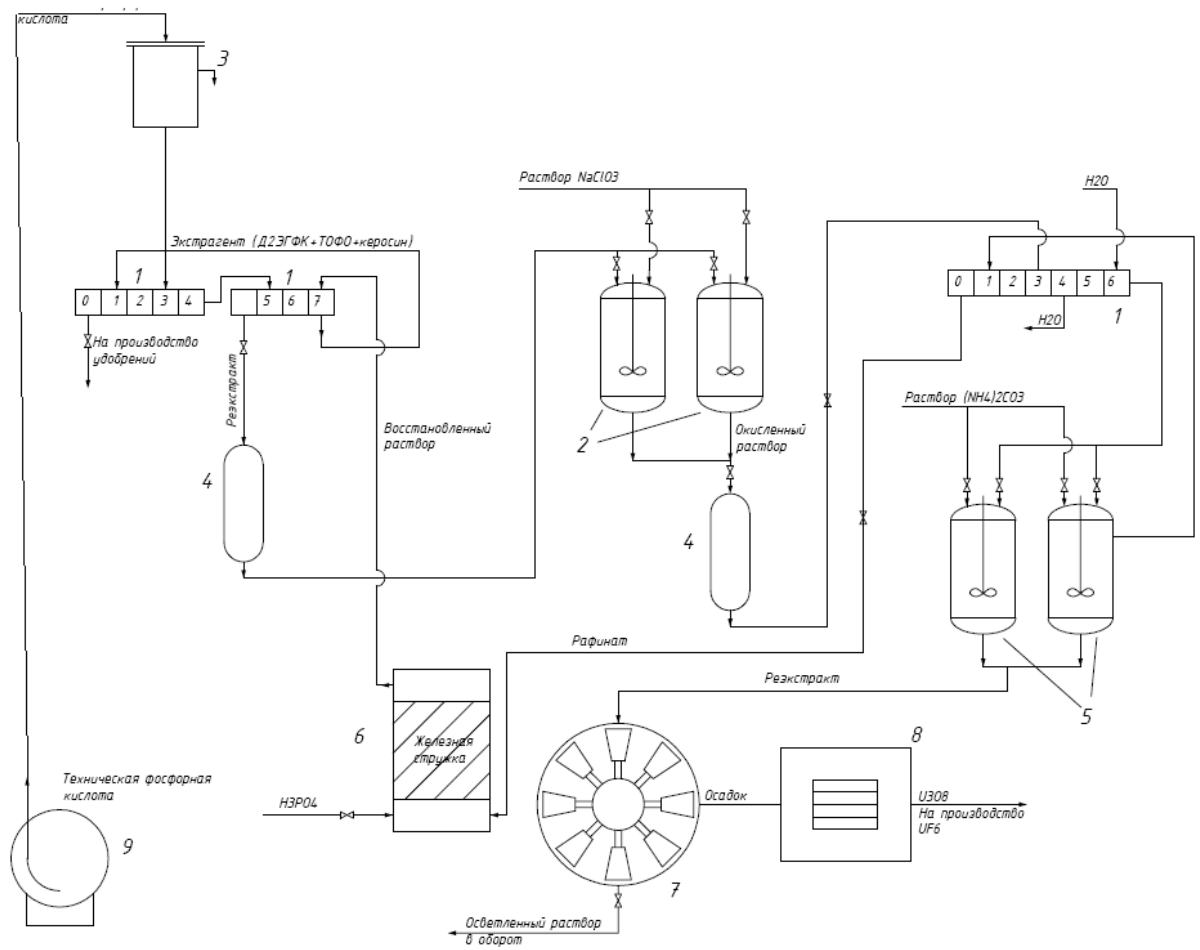 кислота
3
Раствор NaClO3
H2O
Экстрагент (Д2ЭГФК+ТОФО+керосин)
1
1
0 1 2 3 4
5 6 7
0 1 2 3 4 5 6
1
H2O
На производство
удобрений
Реэкстракт
Восстановленный
раствор
2
Окисленный
раствор
Раствор (NH4)2CO3
4
4
5
Рафинат
Реэкстракт
6
Железная
стружка
8
Техническая фосфорная
кислота
H3PO4
Осадок
U3O8
На производство
UF6
9
7
Осветленный раствор
в оборот